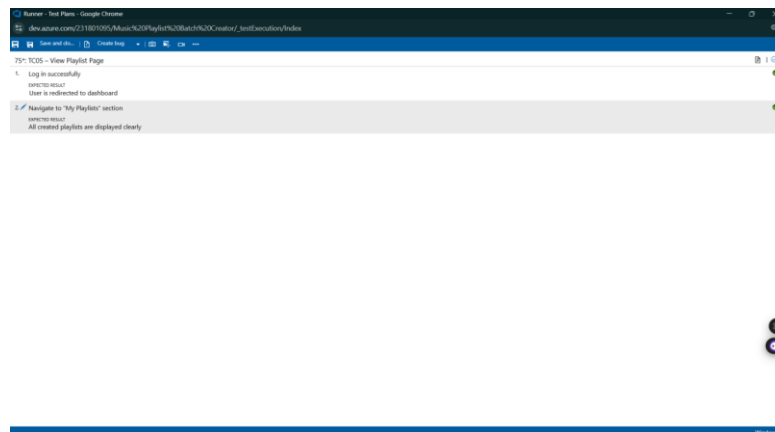 Runner - Test Plans - Google Chrome
dev.azure.com/231801095/Music%20Playlist%20Batch%20Creator/_testExecution/Index
Save and clo... Create bug
75*: TC05 – View Playlist Page
1. Log in successfully
EXPECTED RESULT
User is redirected to dashboard
2. Navigate to "My Playlists" section
EXPECTED RESULT
All created playlists are displayed clearly